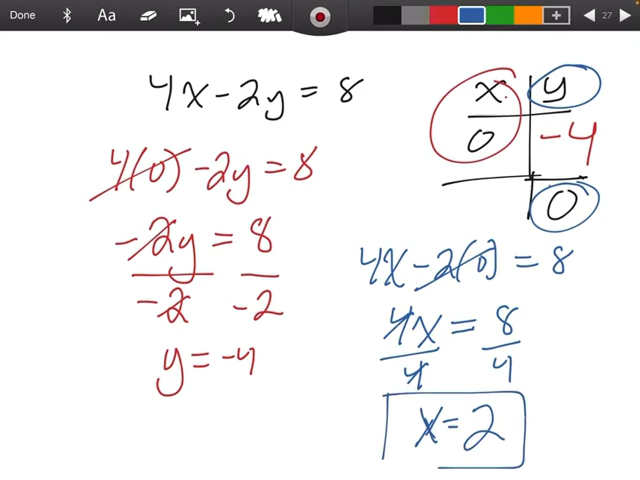 Done Aa 27
4x - 2y = 8
x y
0 -4
0
4(0) - 2y = 8
-2y = 8
-2 -2
y = -4
4x - 2(0) = 8
4x = 8
4 4
x = 2